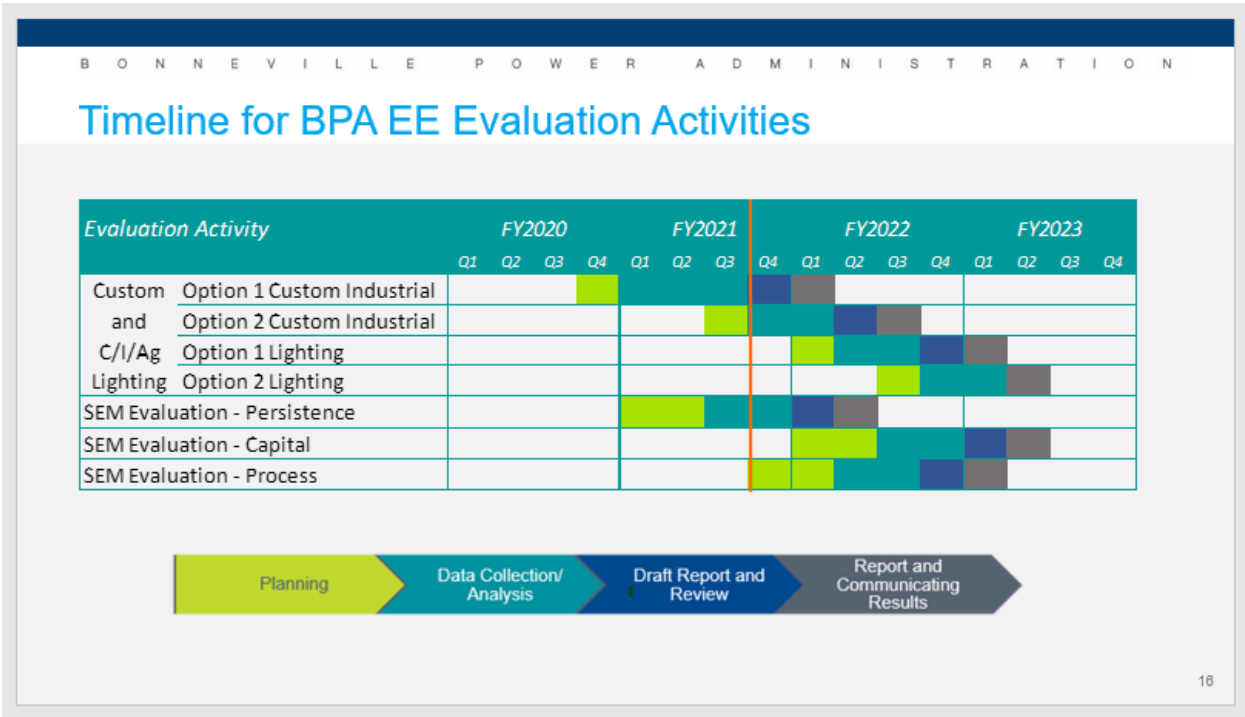 BONNEVILLE POWER ADMINISTRATION
Timeline for BPA EE Evaluation Activities
Evaluation Activity FY2020 FY2021 FY2022 FY2023
Q1 Q2 Q3 Q4 Q1 Q2 Q3 Q4 Q1 Q2 Q3 Q4 Q1 Q2 Q3 Q4
Custom Option 1 Custom Industrial
and Option 2 Custom Industrial
C/I/Ag Option 1 Lighting
Lighting Option 2 Lighting
SEM Evaluation - Persistence
SEM Evaluation - Capital
SEM Evaluation - Process
Planning
Data Collection/
Analysis
Draft Report and
Review
Report and
Communicating
Results
16